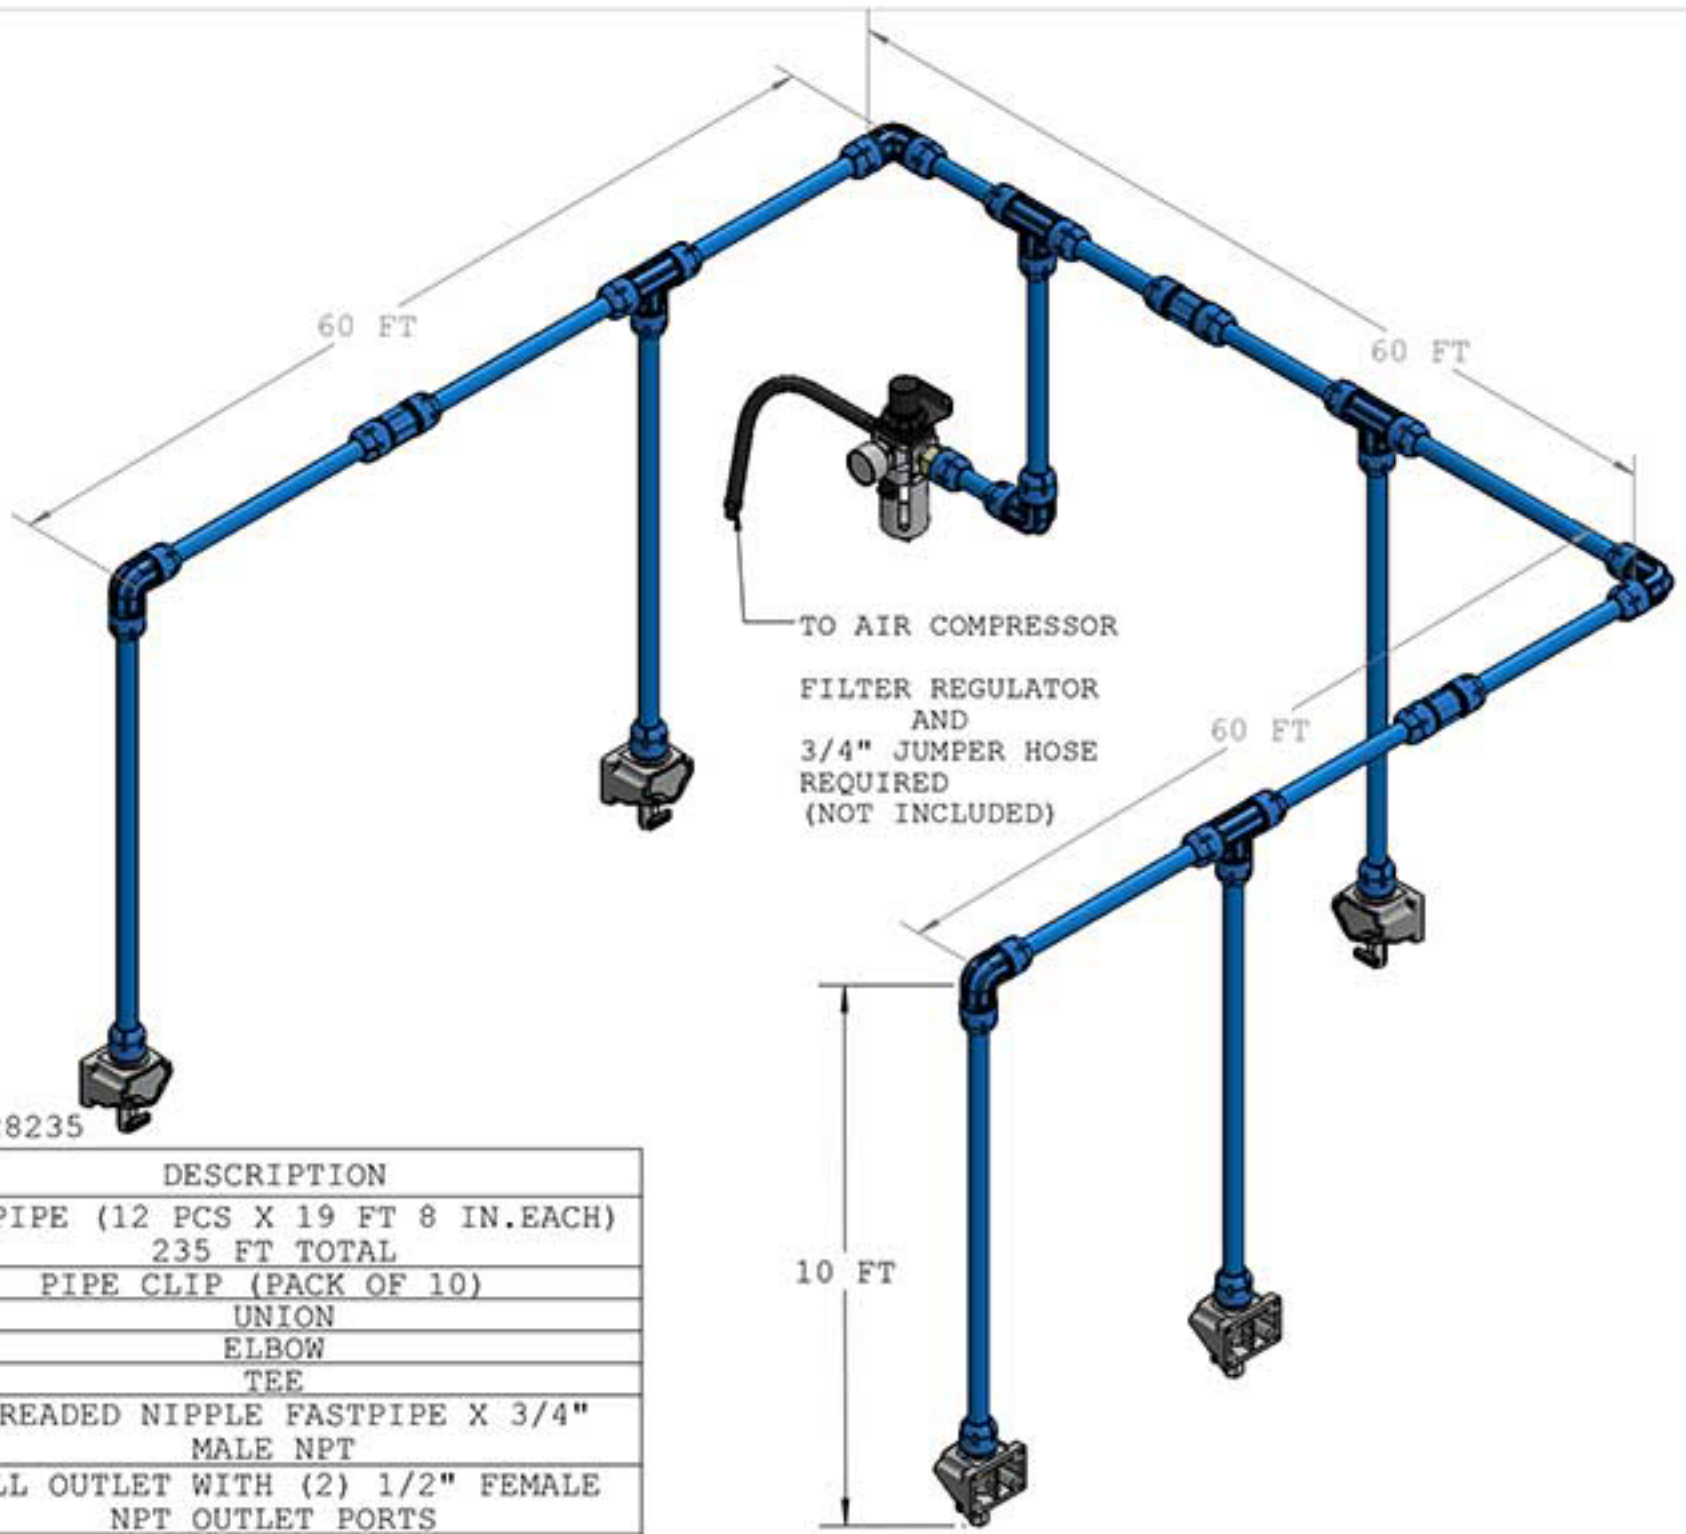 60 FT
60 FT
TO AIR COMPRESSOR
FILTER REGULATOR
AND
3/4" JUMPER HOSE
REQUIRED
(NOT INCLUDED)
60 FT
10 FT
8235
DESCRIPTION
PIPE (12 PCS X 19 FT 8 IN.EACH)
235 FT TOTAL
PIPE CLIP (PACK OF 10)
UNION
ELBOW
TEE
READED NIPPLE FASTPIPE X 3/4"
MALE NPT
LL OUTLET WITH (2) 1/2" FEMALE
NPT OUTLET PORTS